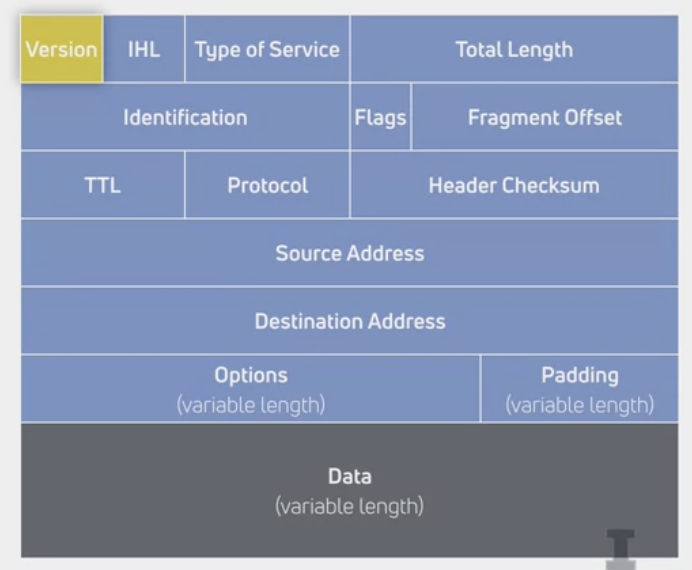 Version IHL Type of Service Total Length
Identification Flags Fragment Offset
TTL Protocol Header Checksum
Source Address
Destination Address
Options Padding
(variable length) (variable length)
Data
(variable length)